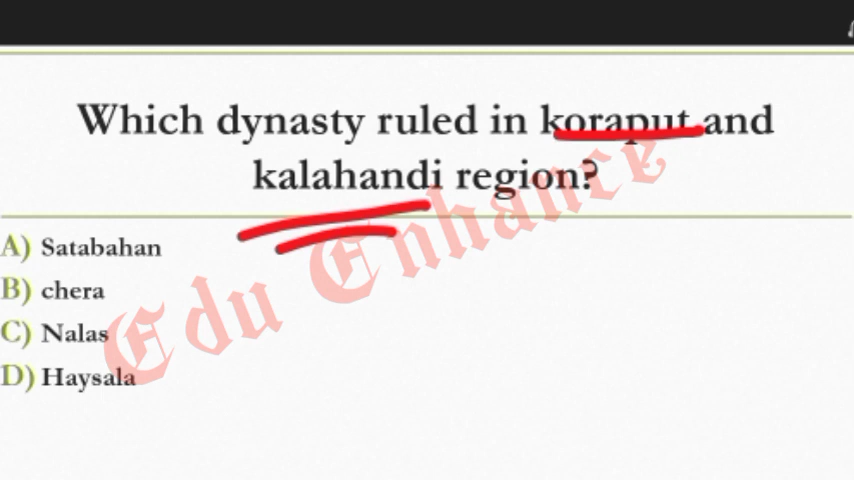 Which dynasty ruled in koraput and
kalahandi region?
A) Satabahan
B) chera
C) Nalas
D) Haysala
Edu Enhance